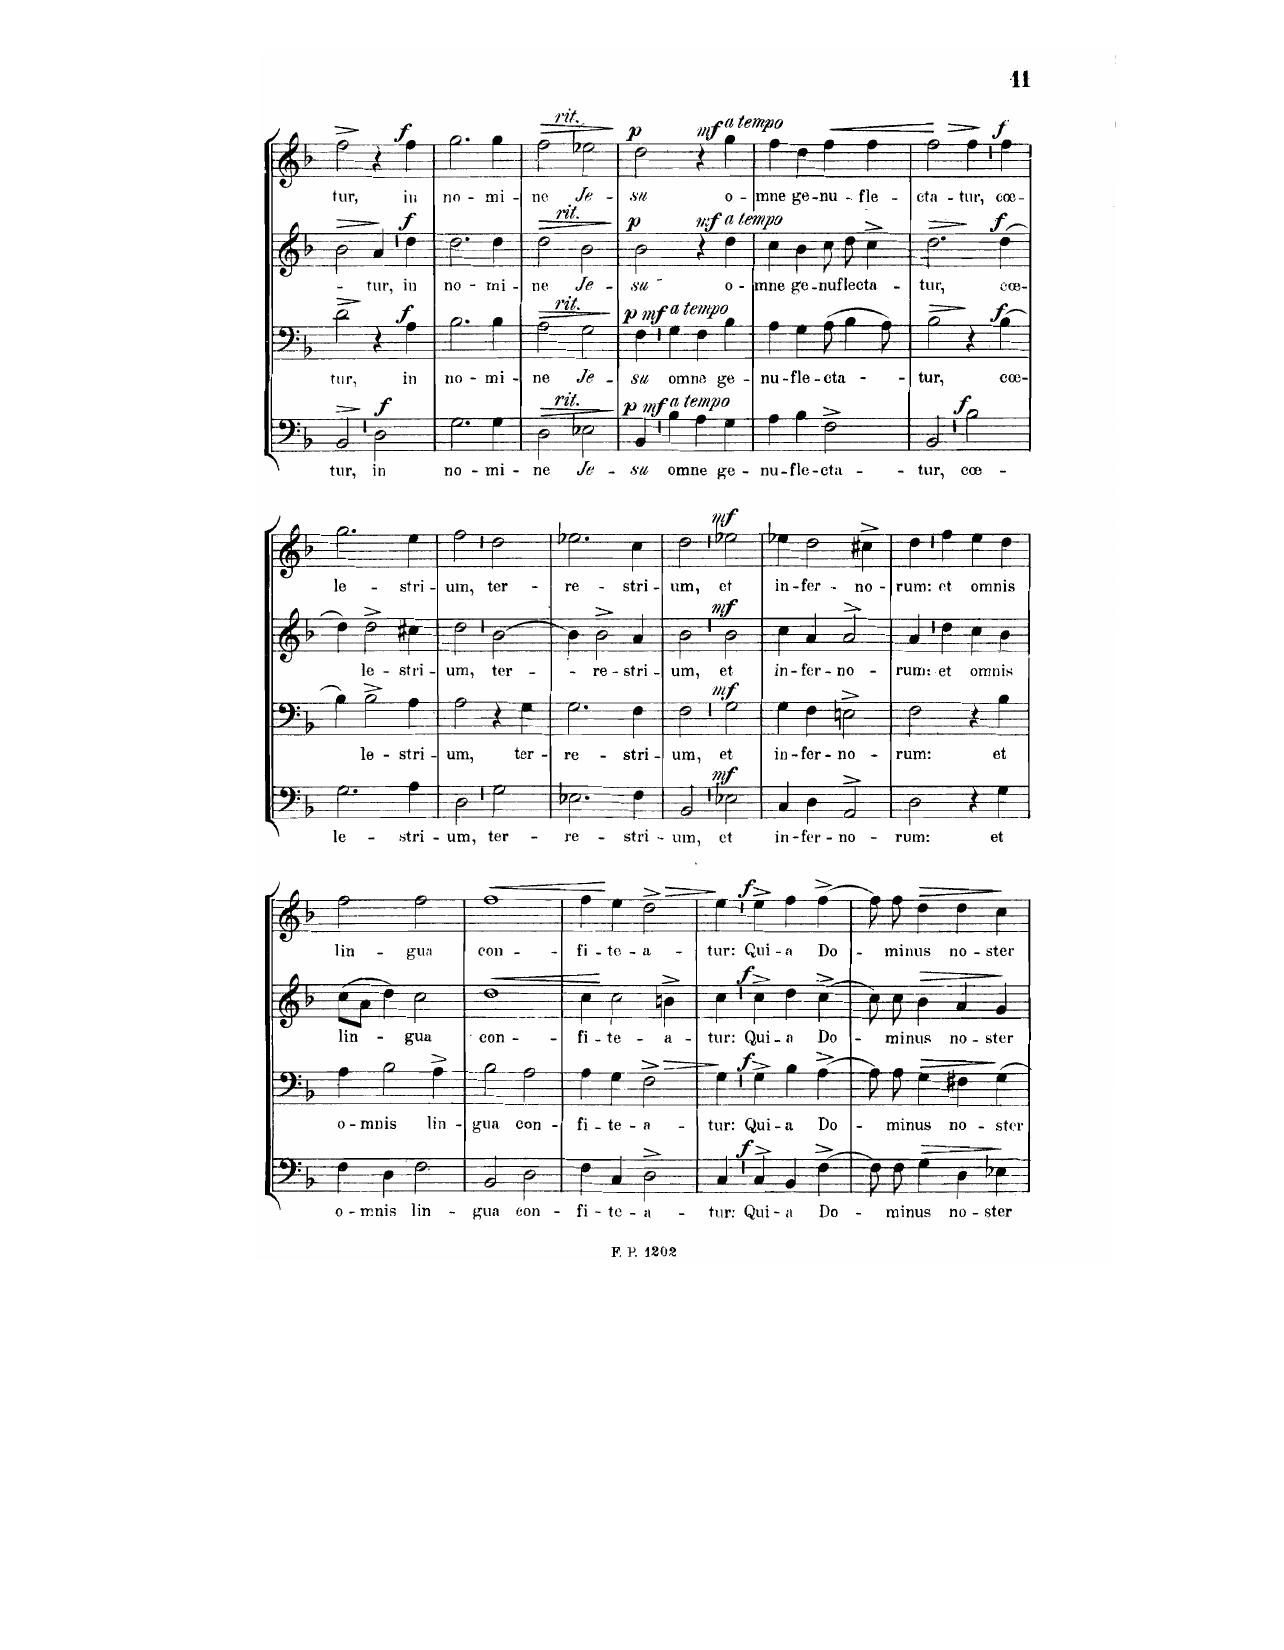 11
f rit. p mf a tempo f
tur, in no - mi - ne Je - su o - mne ge - nu - fle - cta - tur, cœ-
f rit. p mf a tempo f
- tur, in no - mi - ne Je - su - o - mne ge - nuflecta - tur, cœ-
f rit. p mf a tempo f
tur, in no - mi - ne Je - su omne ge - nu - fle - cta - - tur, cœ-
f rit. p mf a tempo f
tur, in no - mi - ne Je - su omne ge - nu - fle - cta - - tur, cœ -
mf
le - stri - um, ter - re - stri - um, et in - fer - no - rum: et omnis
mf
le - stri - um, ter - - re - stri - um, et in - fer - no - rum: et omnis
mf
le - stri - um, ter - re - stri - um, et in - fer - no - rum: et
mf
le - stri - um, ter - re - stri - um, et in - fer - no - rum: et
f
lin - gua con - - fi - te - a - tur: Qui - a Do - minus no - ster
f
lin - gua con - - fi - te - a - tur: Qui - a Do - minus no - ster
f
o - mnis lin - gua con - fi - te - a - tur: Qui - a Do - minus no - ster
f
o - mnis lin - gua con - fi - te - a - tur: Qui - a Do - minus no - ster
F. P. 1202